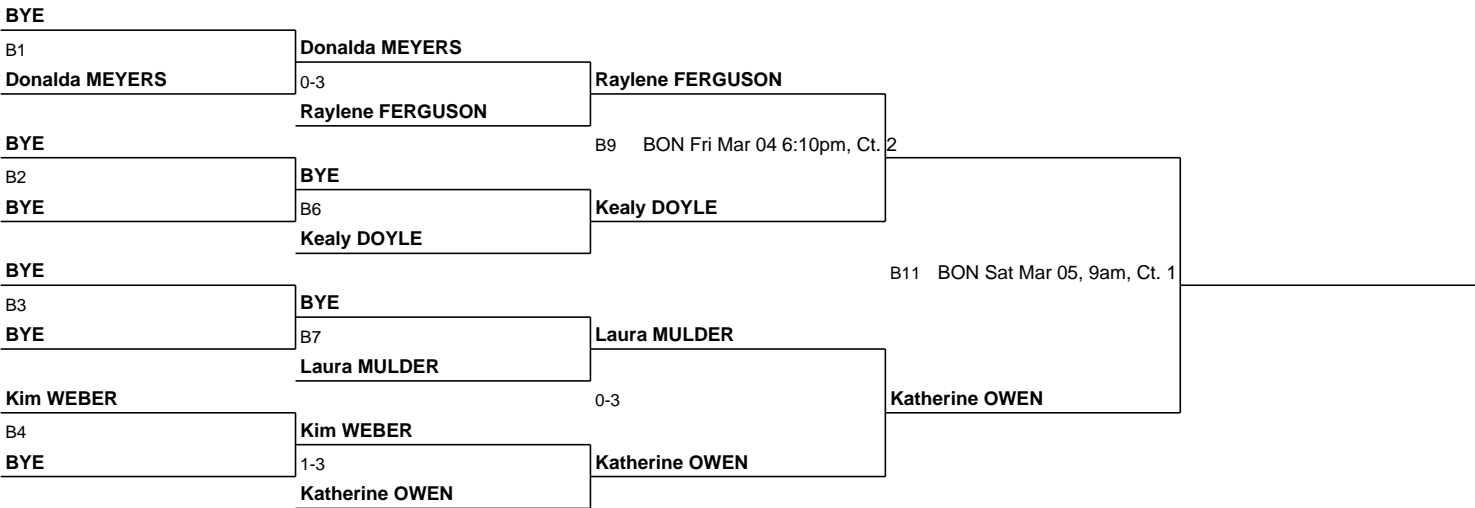 BYE
B1
Donalda MEYERS
Donalda MEYERS
0-3
Raylene FERGUSON
Raylene FERGUSON
BYE
B9 BON Fri Mar 04 6:10pm, Ct. 2
B2
BYE
BYE
B6
Kealy DOYLE
Kealy DOYLE
BYE
B11 BON Sat Mar 05, 9am, Ct. 1
B3
BYE
BYE
B7
Laura MULDER
Laura MULDER
Kim WEBER
0-3
Katherine OWEN
B4
Kim WEBER
BYE
1-3
Katherine OWEN
Katherine OWEN